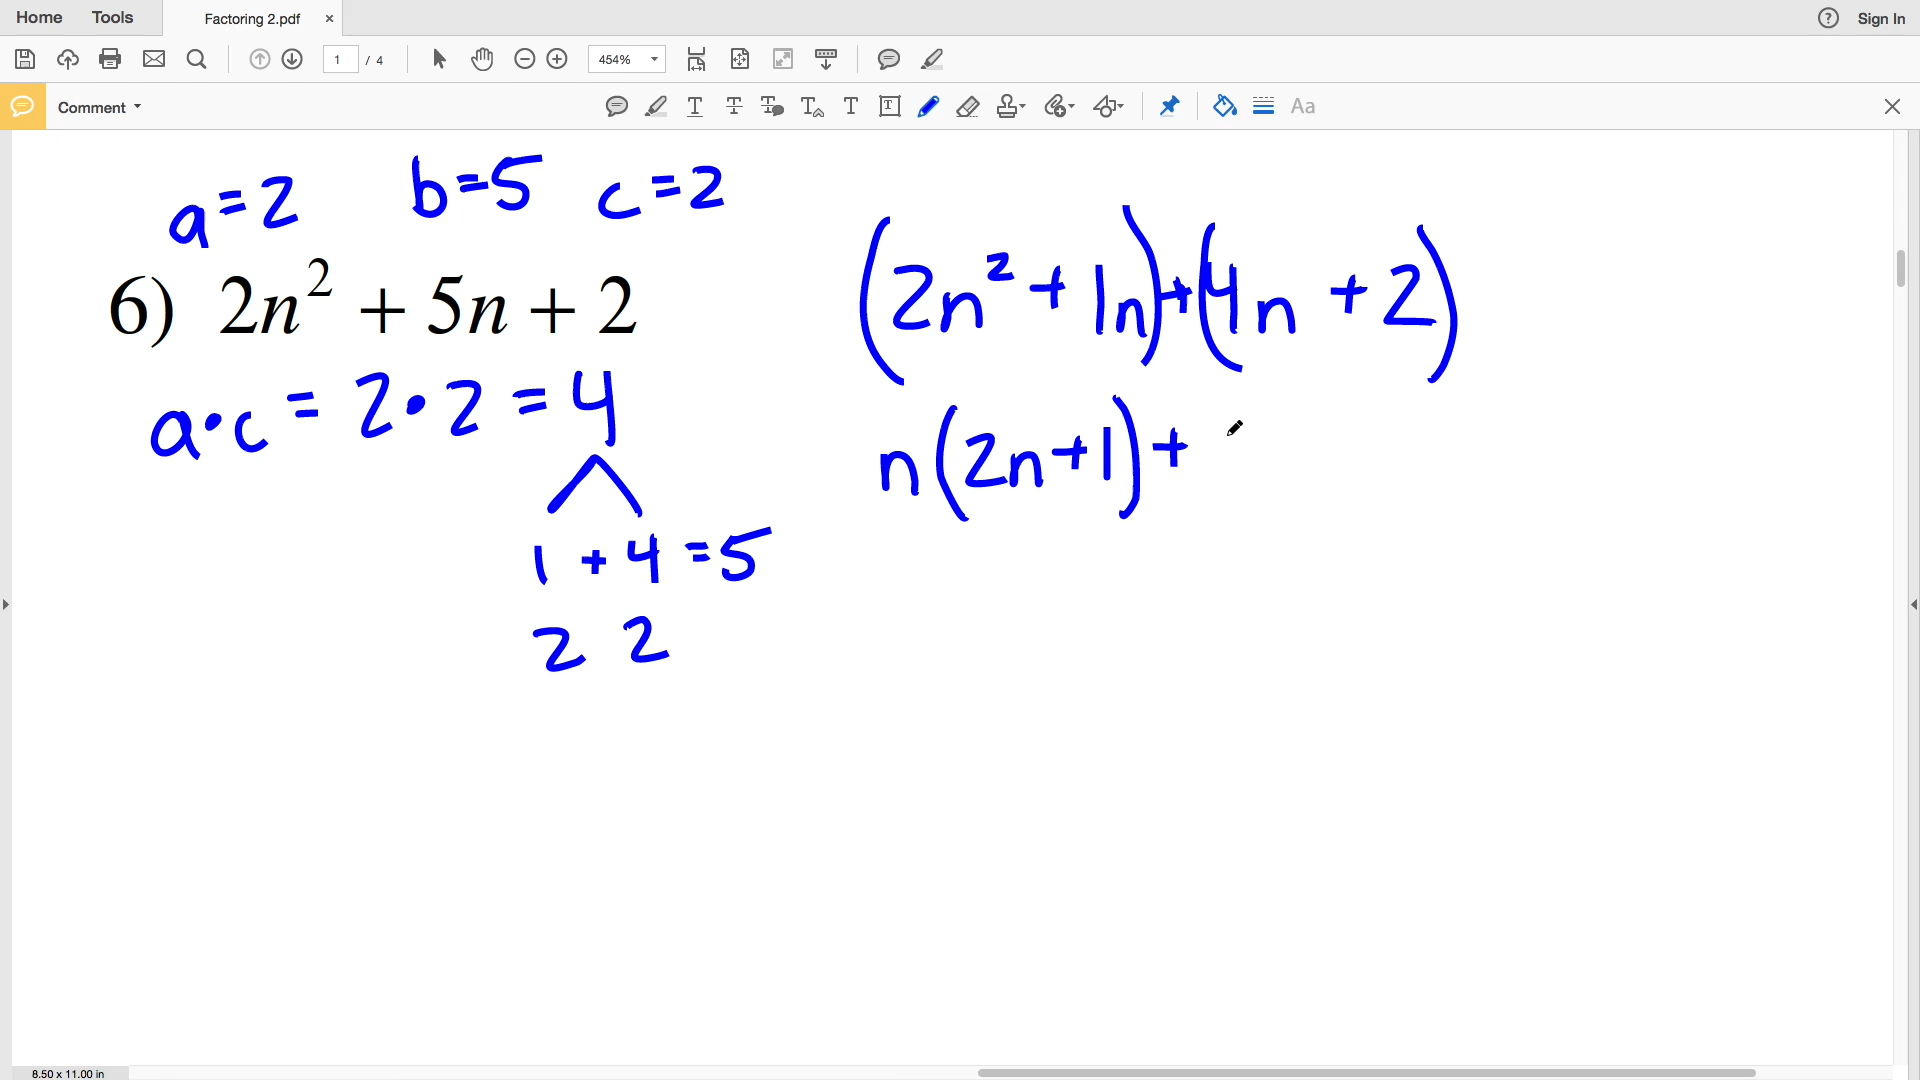 Home Tools Factoring 2.pdf × ? Sign In
1 / 4 454%
Comment T T T T T T Aa
a=2 b=5 c=2
6) 2n² + 5n + 2
a•c = 2•2 = 4
1 + 4 = 5
2 2
(2n² + 1n) + (4n + 2)
n(2n+1) +
8.50 x 11.00 in